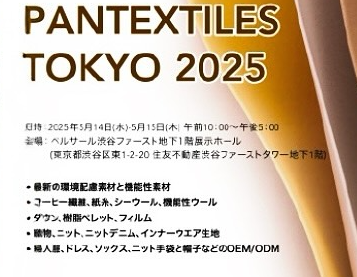 PANTEXTILES
TOKYO 2025
日時：2025年5月14日(水)-5月15日(木) 午前10：00～午後5：00
会場：ベルサール渋谷ファースト地下1階展示ホール
(東京都渋谷区東1-2-20 住友不動産渋谷ファーストタワー地下1階)
• 最新の環境配慮素材と機能性素材
• コーヒー繊維、紙糸、シーウール、機能性ウール
• ダウン、樹脂ペレット、フィルム
• 織物、ニット、ニットデニム、インナーウエア生地
• 婦人服、ドレス、ソックス、ニット手袋と帽子などのOEM/ODM